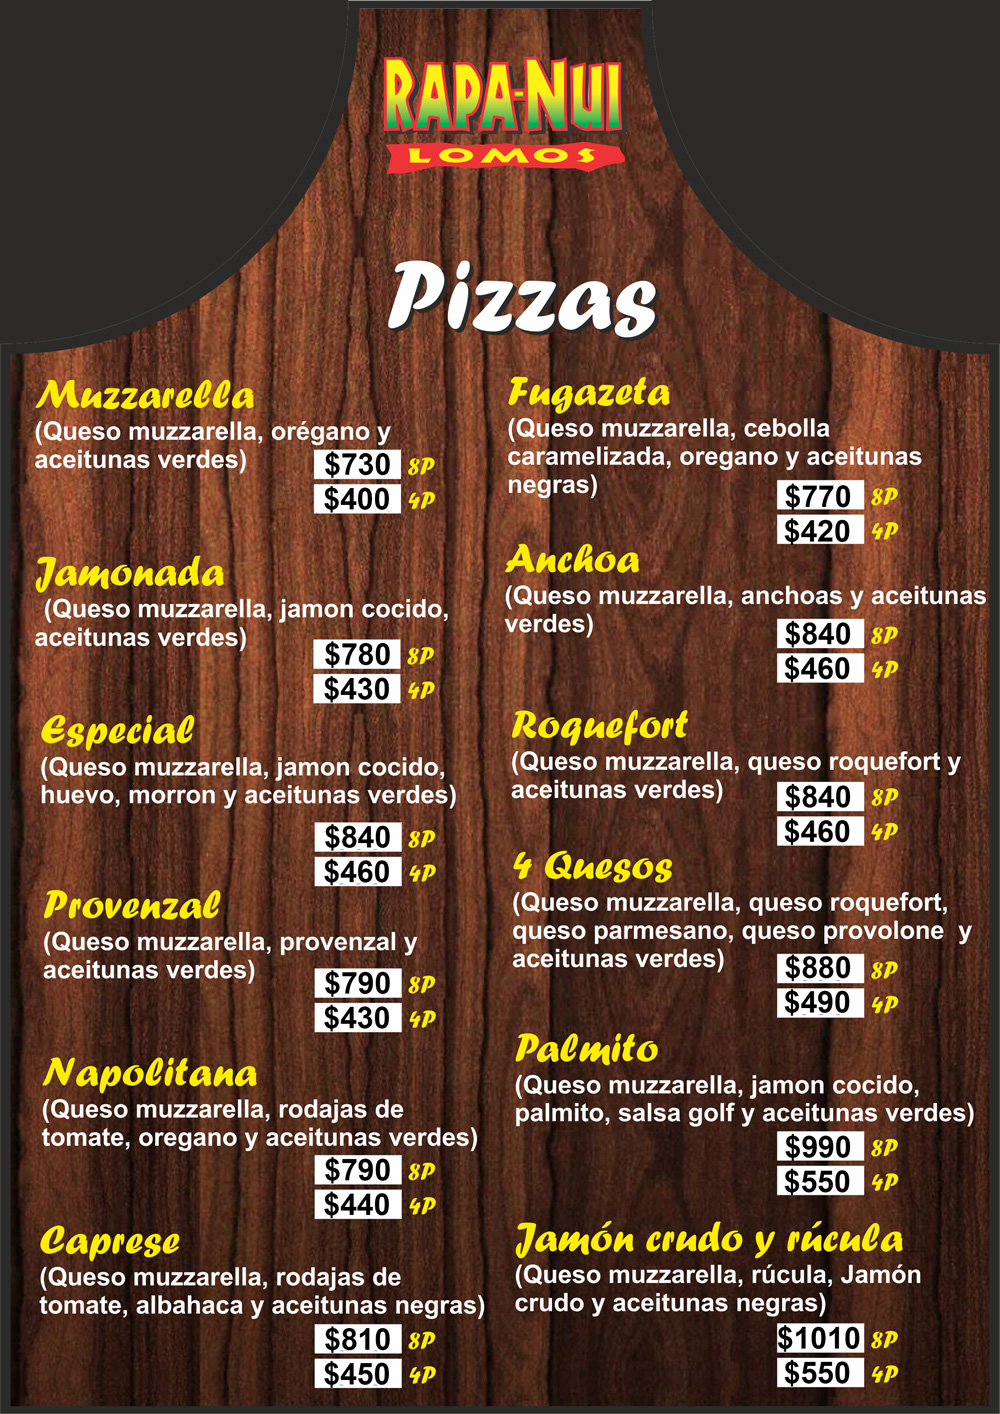 RAPA-NUI
LOMOS
Pizzas
Muzzarella
(Queso muzzarella, orégano y
aceitunas verdes)
$730 8P
$400 4P
Jamonada
(Queso muzzarella, jamon cocido,
aceitunas verdes)
$780 8P
$430 4P
Especial
(Queso muzzarella, jamon cocido,
huevo, morron y aceitunas verdes)
$840 8P
$460 4P
Provenzal
(Queso muzzarella, provenzal y
aceitunas verdes)
$790 8P
$430 4P
Napolitana
(Queso muzzarella, rodajas de
tomate, oregano y aceitunas verdes)
$790 8P
$440 4P
Caprese
(Queso muzzarella, rodajas de
tomate, albahaca y aceitunas negras)
$810 8P
$450 4P
Fugazeta
(Queso muzzarella, cebolla
caramelizada, oregano y aceitunas
negras)
$770 8P
$420 4P
Anchoa
(Queso muzzarella, anchoas y aceitunas
verdes)
$840 8P
$460 4P
Roquefort
(Queso muzzarella, queso roquefort y
aceitunas verdes)
$840 8P
$460 4P
4 Quesos
(Queso muzzarella, queso roquefort,
queso parmesano, queso provolone y
aceitunas verdes)
$880 8P
$490 4P
Palmito
(Queso muzzarella, jamon cocido,
palmito, salsa golf y aceitunas verdes)
$990 8P
$550 4P
Jamón crudo y rúcula
(Queso muzzarella, rúcula, Jamón
crudo y aceitunas negras)
$1010 8P
$550 4P